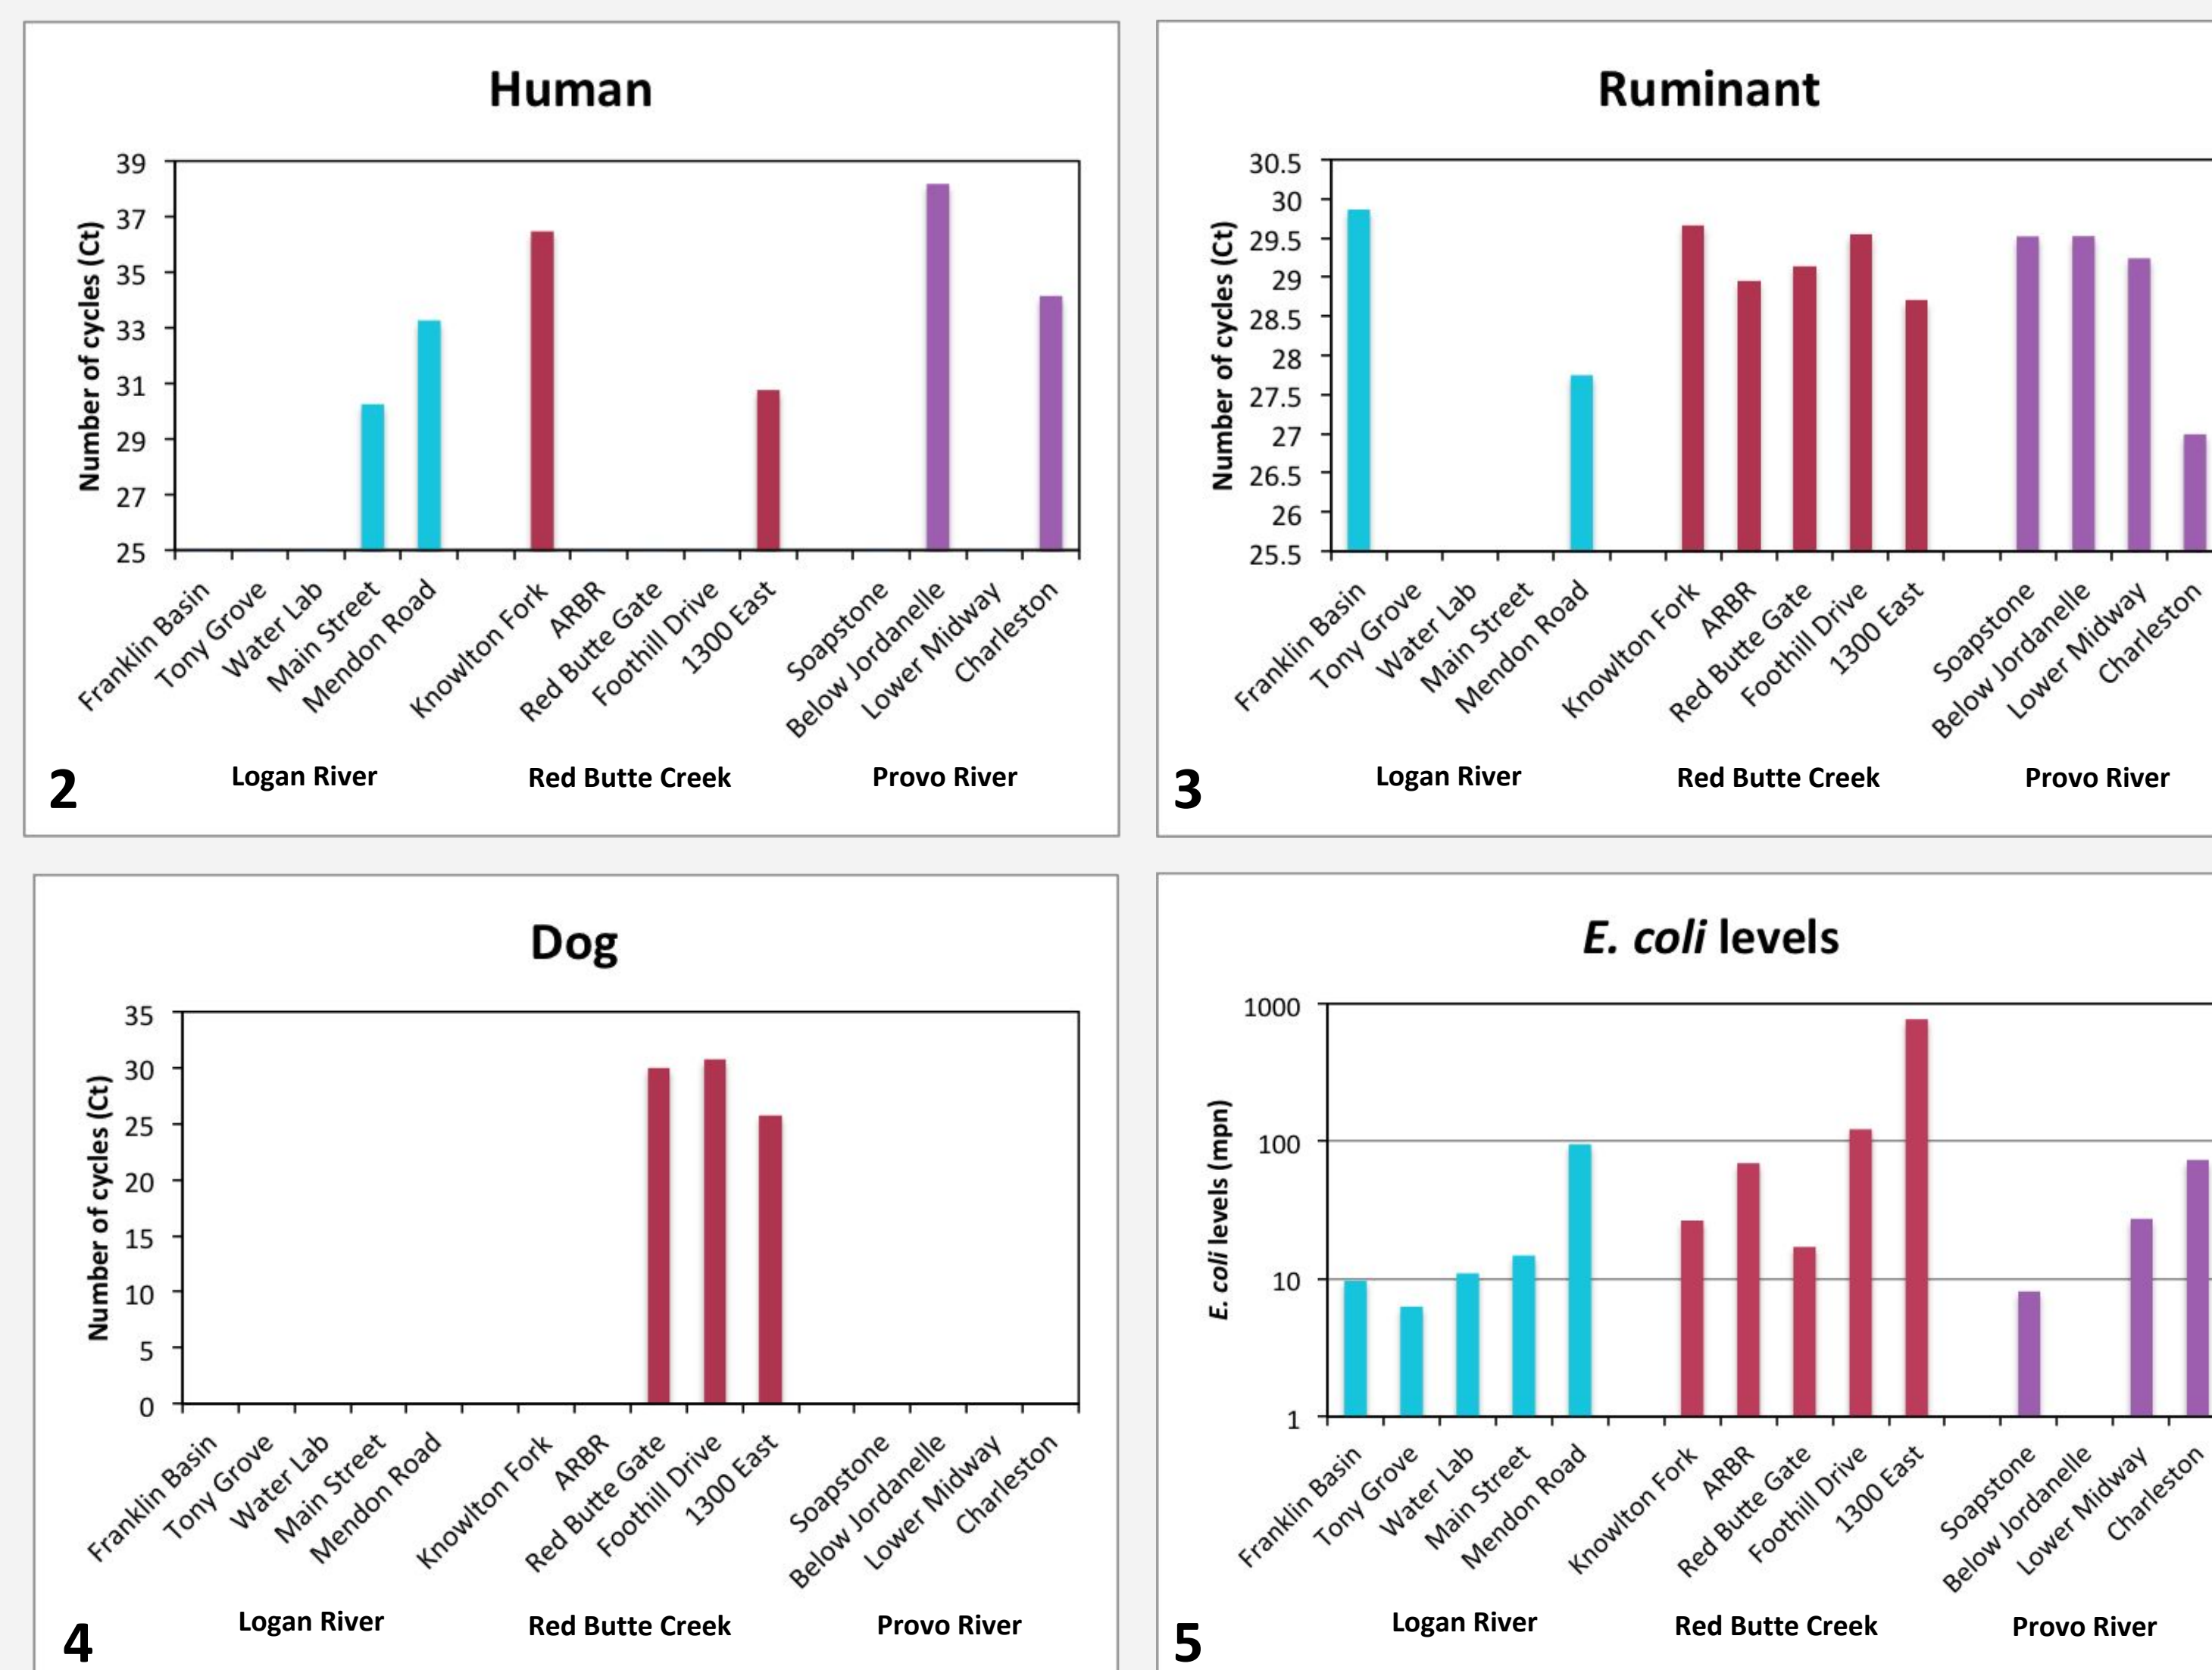 Human
Number of cycles (Ct)
39
37
35
33
31
29
27
25
Franklin Basin
Tony Grove
Water Lab
Main Street
Mendon Road
Knowlton Fork
ARBR
Red Butte Gate
Foothill Drive
1300 East
Soapstone
Below Jordanelle
Lower Midway
Charleston
Logan River
Red Butte Creek
Provo River
2
Ruminant
Number of cycles (Ct)
30.5
30
29.5
29
28.5
28
27.5
27
26.5
26
25.5
Franklin Basin
Tony Grove
Water Lab
Main Street
Mendon Road
Knowlton Fork
ARBR
Red Butte Gate
Foothill Drive
1300 East
Soapstone
Below Jordanelle
Lower Midway
Charleston
Logan River
Red Butte Creek
Provo River
3
Dog
Number of cycles (Ct)
35
30
25
20
15
10
5
0
Franklin Basin
Tony Grove
Water Lab
Main Street
Mendon Road
Knowlton Fork
ARBR
Red Butte Gate
Foothill Drive
1300 East
Soapstone
Below Jordanelle
Lower Midway
Charleston
Logan River
Red Butte Creek
Provo River
4
E. coli levels
E. coli levels (mpn)
1000
100
10
1
Franklin Basin
Tony Grove
Water Lab
Main Street
Mendon Road
Knowlton Fork
ARBR
Red Butte Gate
Foothill Drive
1300 East
Soapstone
Below Jordanelle
Lower Midway
Charleston
Logan River
Red Butte Creek
Provo River
5